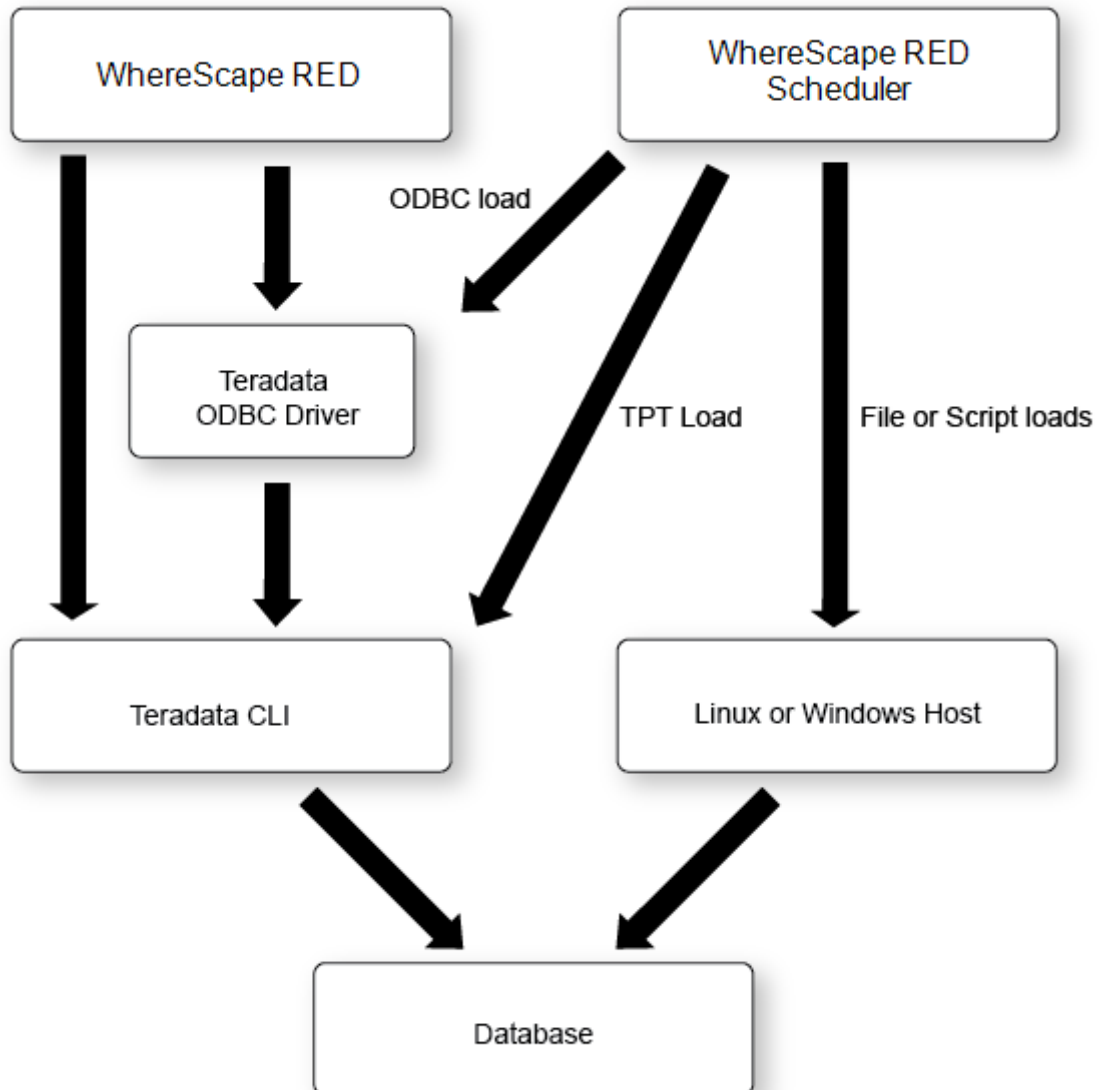 WhereScape RED
WhereScape RED
Scheduler
ODBC load
Teradata
ODBC Driver
TPT Load
File or Script loads
Teradata CLI
Linux or Windows Host
Database